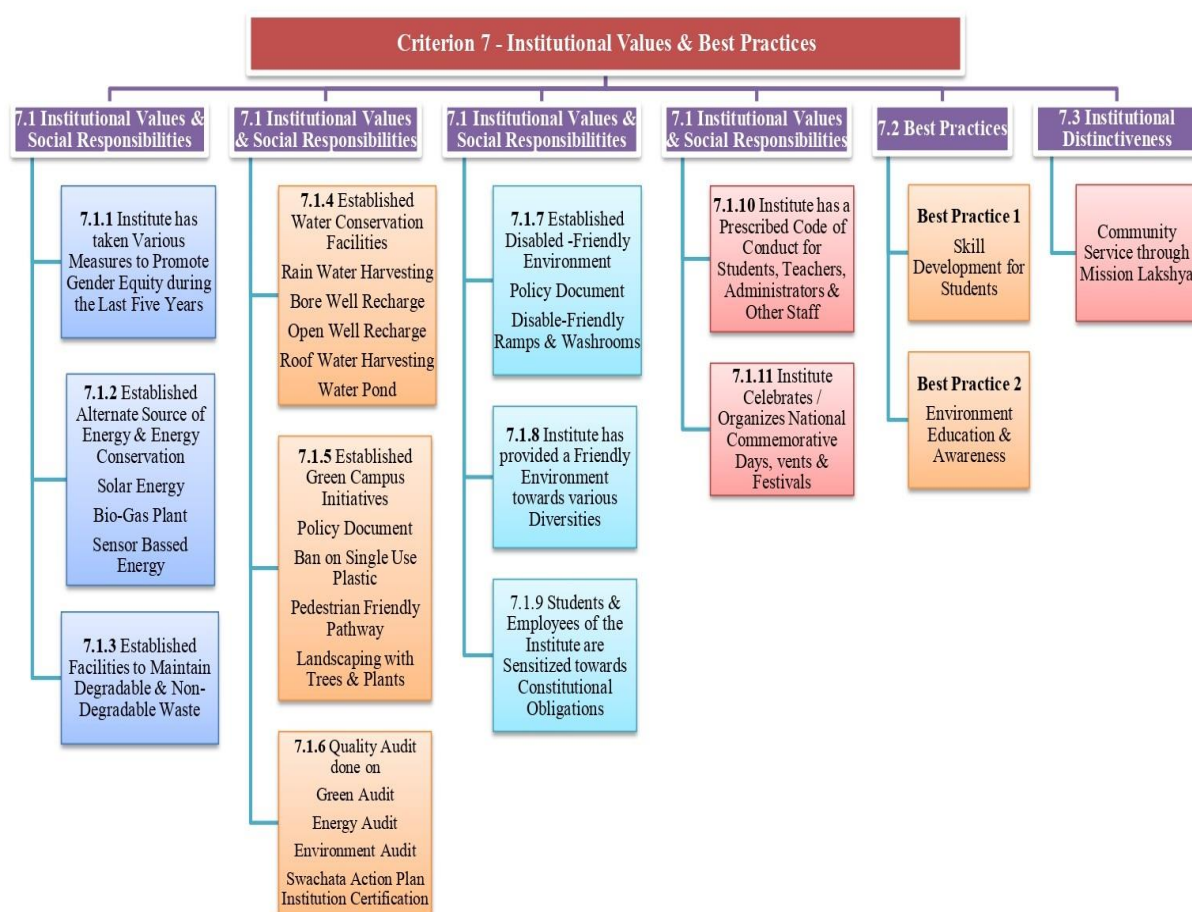 Criterion 7 - Institutional Values & Best Practices
7.1 Institutional Values &
Social Responsibilities
7.1.1 Institute has
taken Various
Measures to Promote
Gender Equity during
the Last Five Years
7.1.2 Established
Alternate Source of
Energy & Energy
Conservation
Solar Energy
Bio-Gas Plant
Sensor Bassed
Energy
7.1.3 Established
Facilities to Maintain
Degradable & Non-
Degradable Waste
7.1 Institutional Values
& Social Responsibilities
7.1.4 Established
Water Conservation
Facilities
Rain Water Harvesting
Bore Well Recharge
Open Well Recharge
Roof Water Harvesting
Water Pond
7.1.5 Established
Green Campus
Initiatives
Policy Document
Ban on Single Use
Plastic
Pedestrian Friendly
Pathway
Landscaping with
Trees & Plants
7.1.6 Quality Audit
done on
Green Audit
Energy Audit
Environment Audit
Swachata Action Plan
Institution Certification
7.1 Institutional Values &
Social Responsibilitites
7.1.7 Established
Disabled -Friendly
Environment
Policy Document
Disable-Friendly
Ramps & Washrooms
7.1.8 Institute has
provided a Friendly
Environment
towards various
Diversities
7.1.9 Students &
Employees of the
Institute are
Sensitized towards
Constitutional
Obligations
7.1 Institutional Values
& Social Responsibilities
7.1.10 Institute has a
Prescribed Code of
Conduct for
Students, Teachers,
Administrators &
Other Staff
7.1.11 Institute
Celebrates /
Organizes National
Commemorative
Days, vents &
Festivals
7.2 Best Practices
Best Practice 1
Skill
Development for
Students
Best Practice 2
Environment
Education &
Awareness
7.3 Institutional
Distinctiveness
Community
Service through
Mission Lakshya